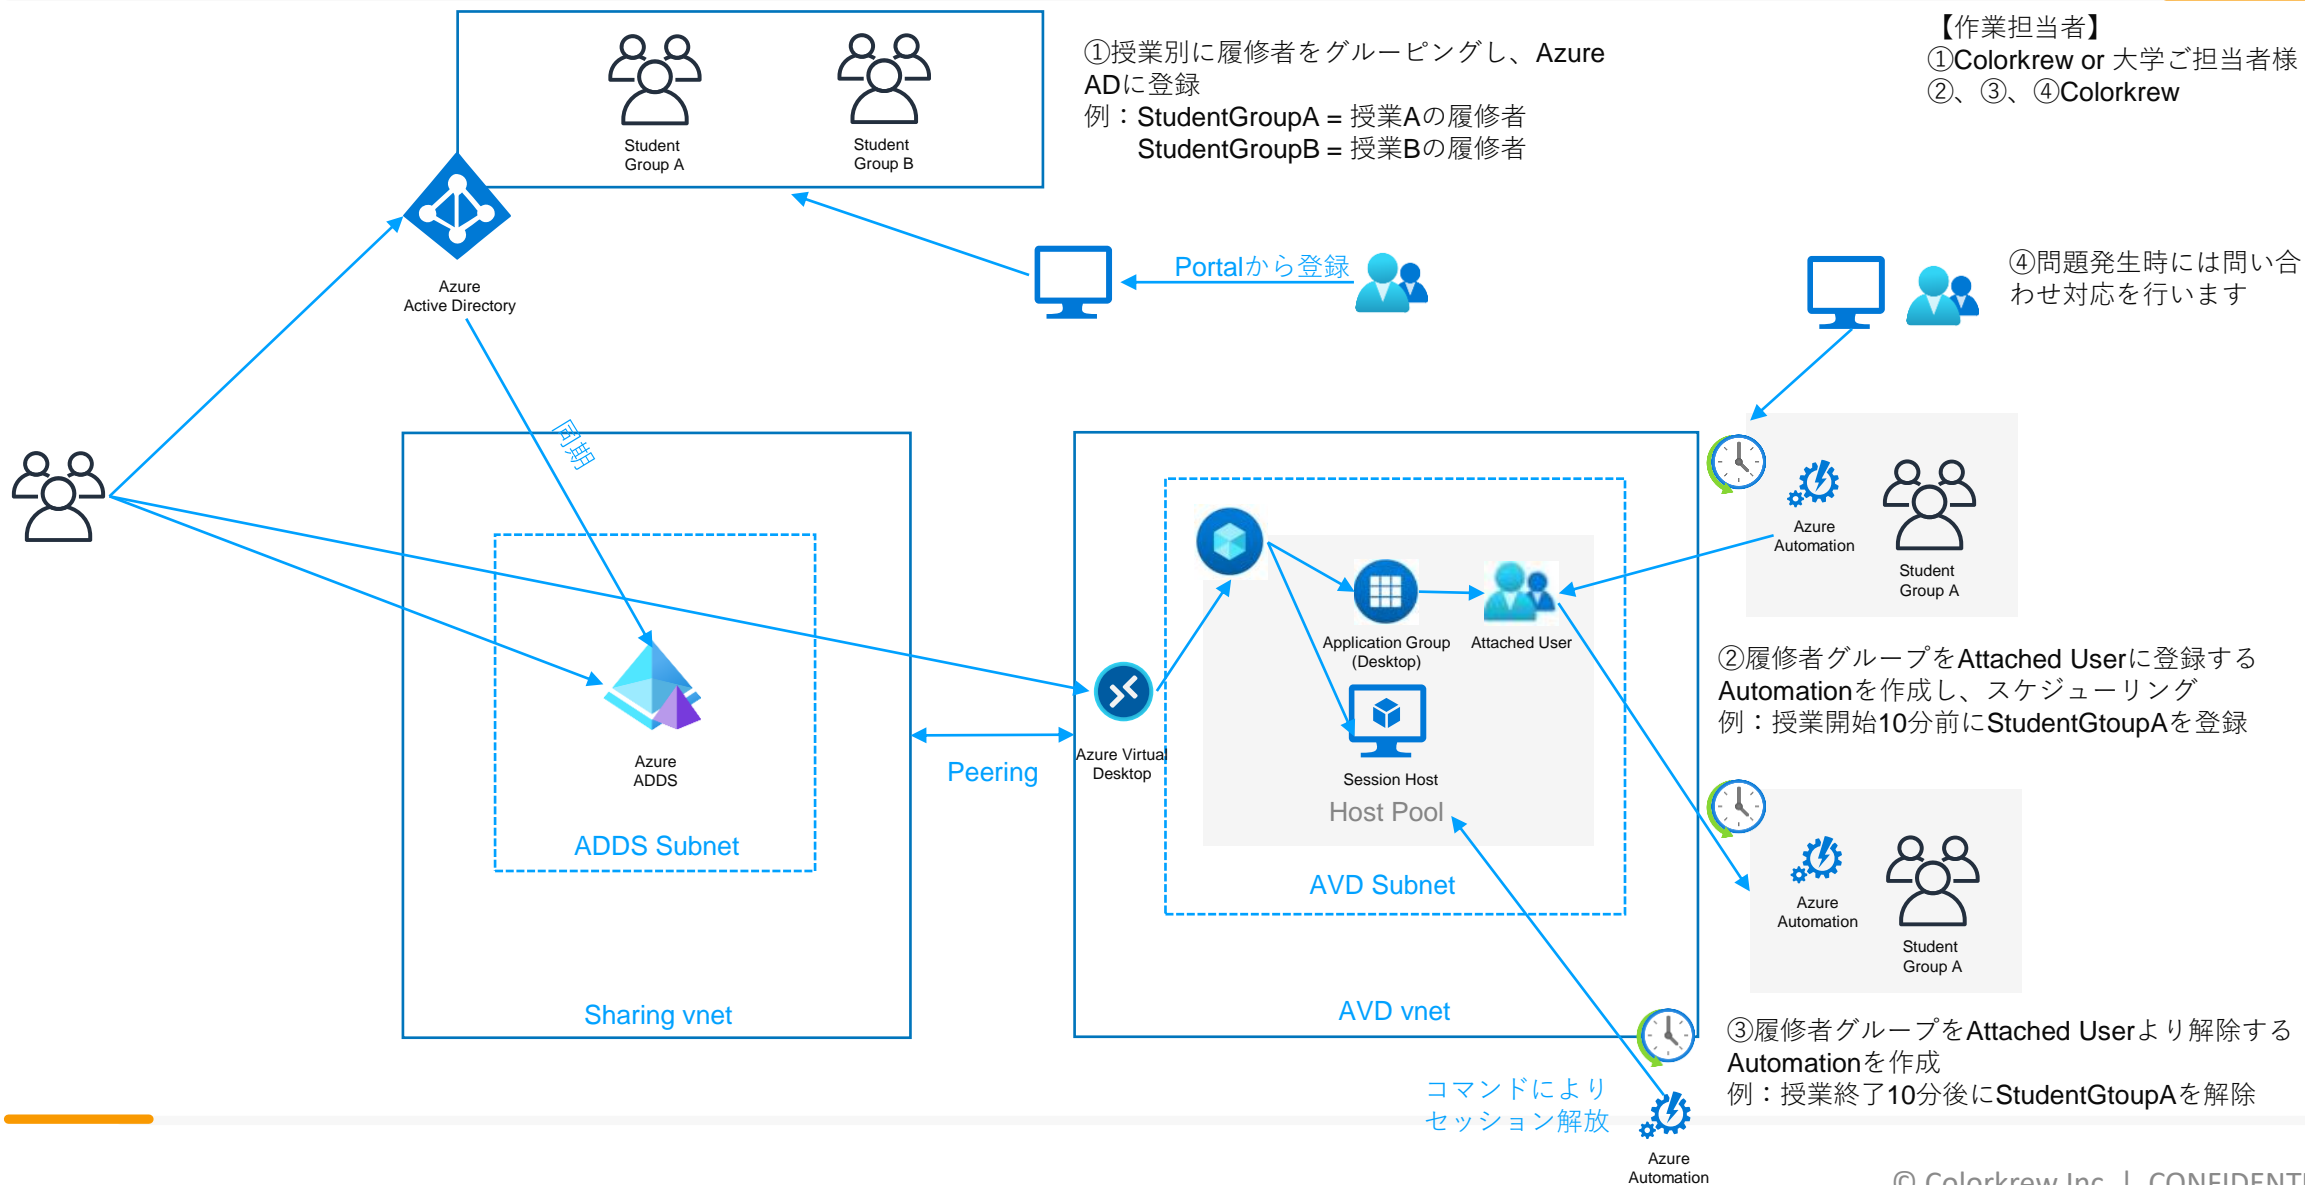 ①授業別に履修者をグルーピングし、Azure
ADに登録
例：StudentGroupA = 授業Aの履修者
StudentGroupB = 授業Bの履修者
【作業担当者】
①Colorkrew or 大学ご担当者様
②、③、④Colorkrew
Student
Group A
Student
Group B
Azure
Active Directory
Portalから登録
④問題発生時には問い合
わせ対応を行います
同期
Azure
Automation
Student
Group A
Application Group
(Desktop)
Attached User
②履修者グループをAttached Userに登録する
Automationを作成し、スケジューリング
例：授業開始10分前にStudentGtoupAを登録
Azure
ADDS
ADDS Subnet
Sharing vnet
Peering
Azure Virtual
Desktop
Session Host
Host Pool
AVD Subnet
AVD vnet
Azure
Automation
Student
Group A
③履修者グループをAttached Userより解除する
Automationを作成
例：授業終了10分後にStudentGtoupAを解除
コマンドにより
セッション解放
Azure
Automation
© Colorkrew Inc. | CONFIDENTI